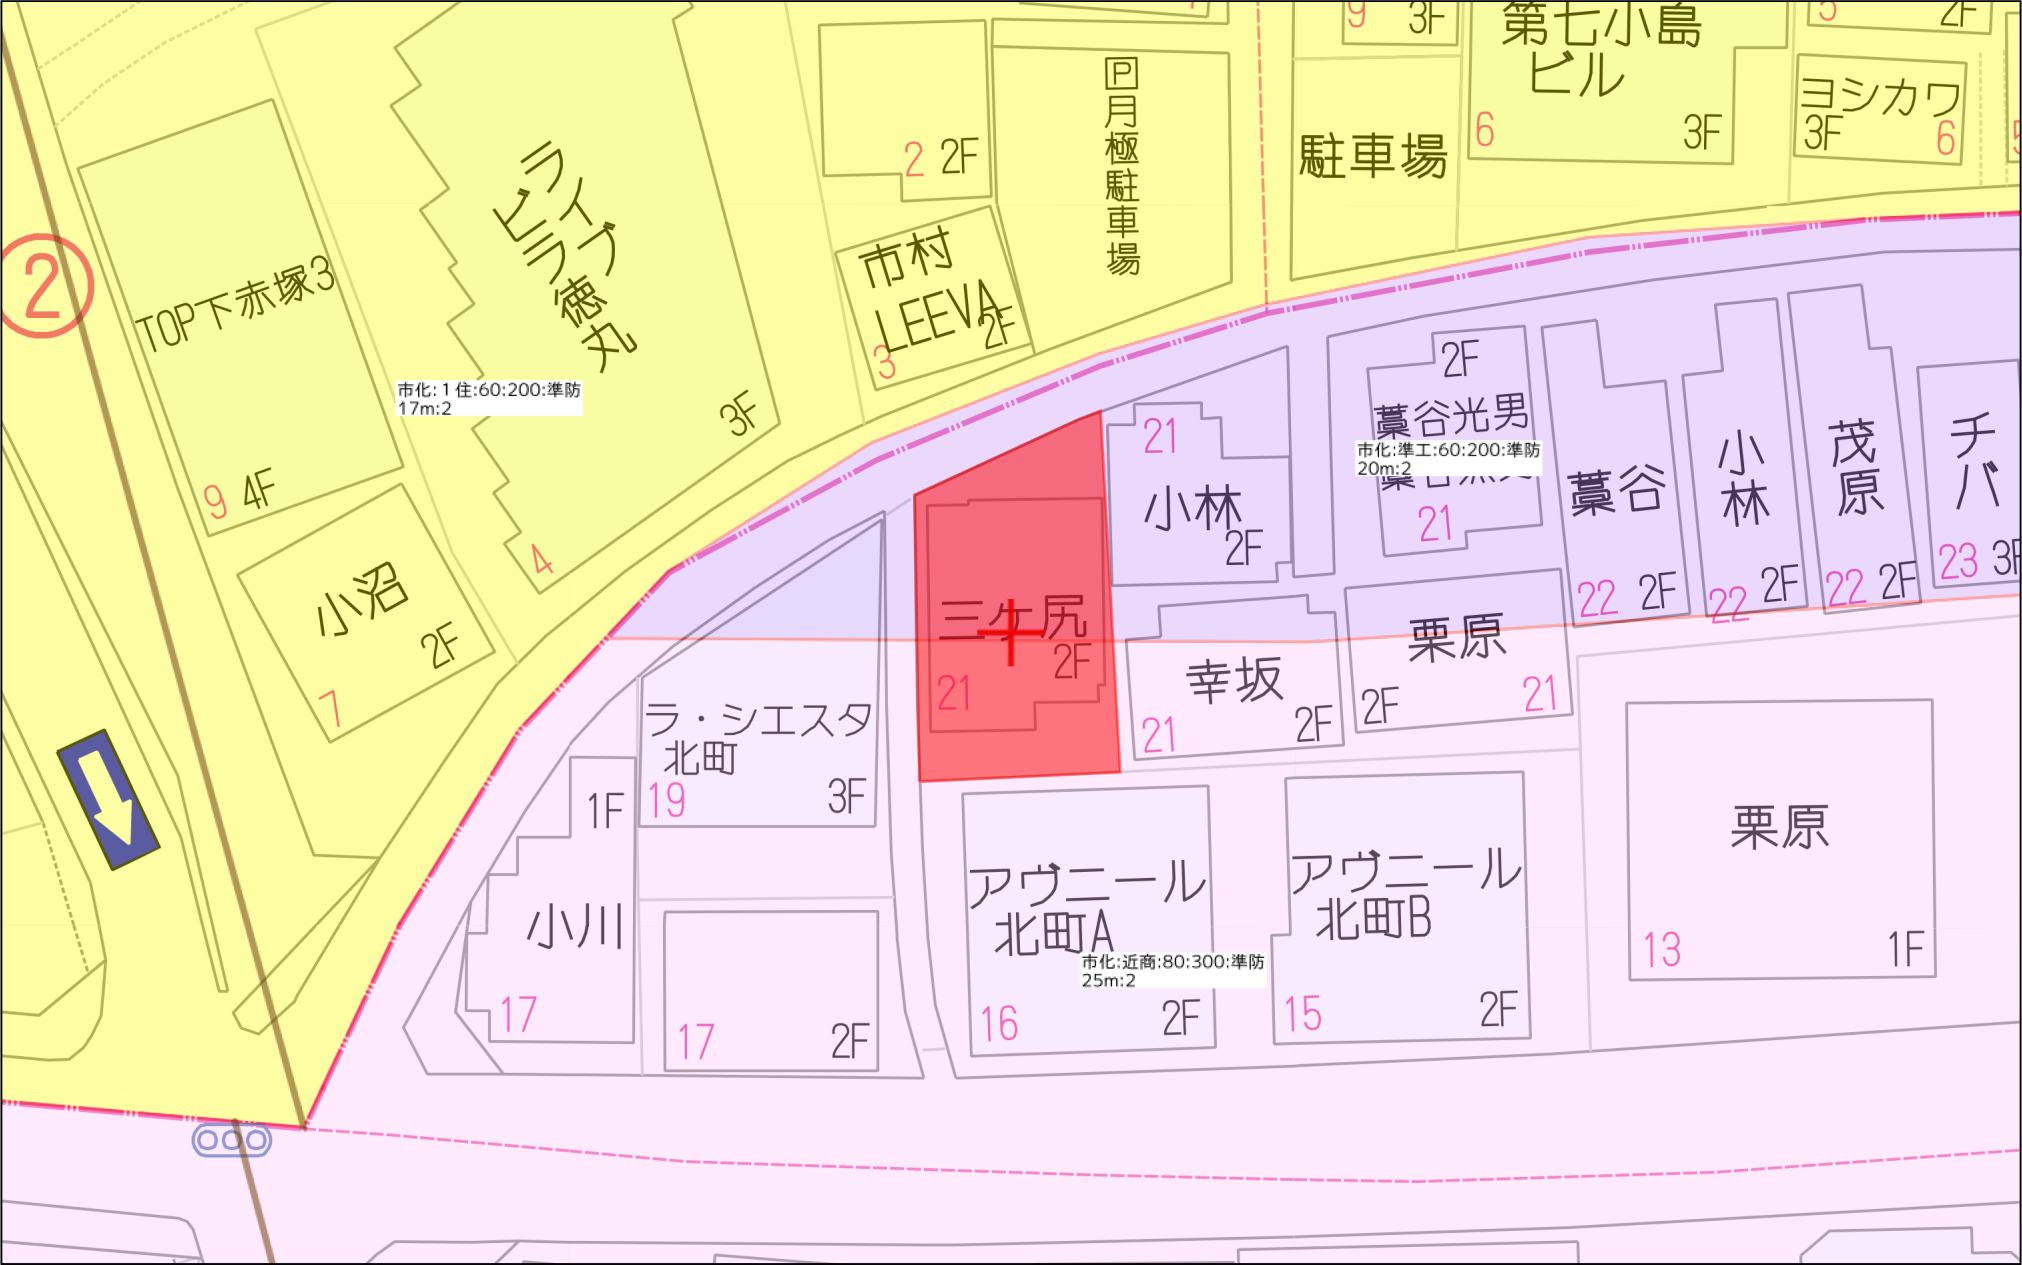 9
3F
第七小島
ビル
6
3F
5
2F
ヨシカワ
3F
6
2 2F
P
月極駐車場
駐車場
ライブ
ビラ徳丸
3F
4
市村
LEEVA
2F
3
②
TOP下赤塚3
9 4F
小沼
2F
7
市化:1住:60:200:準防
17m:2
21
小林
2F
2F
藁谷光男
市化:準工:60:200:準防
20m:2
21
藁谷
22 2F
小林
22 2F
茂原
22 2F
チバ
23 3F
三ケ尻
2F
21
幸坂
21 2F
栗原
2F 21
ラ・シエスタ
北町
19 3F
1F
小川
17
17 2F
アヴニール
北町A
16 2F
市化:近商:80:300:準防
25m:2
アヴニール
北町B
15 2F
栗原
13 1F